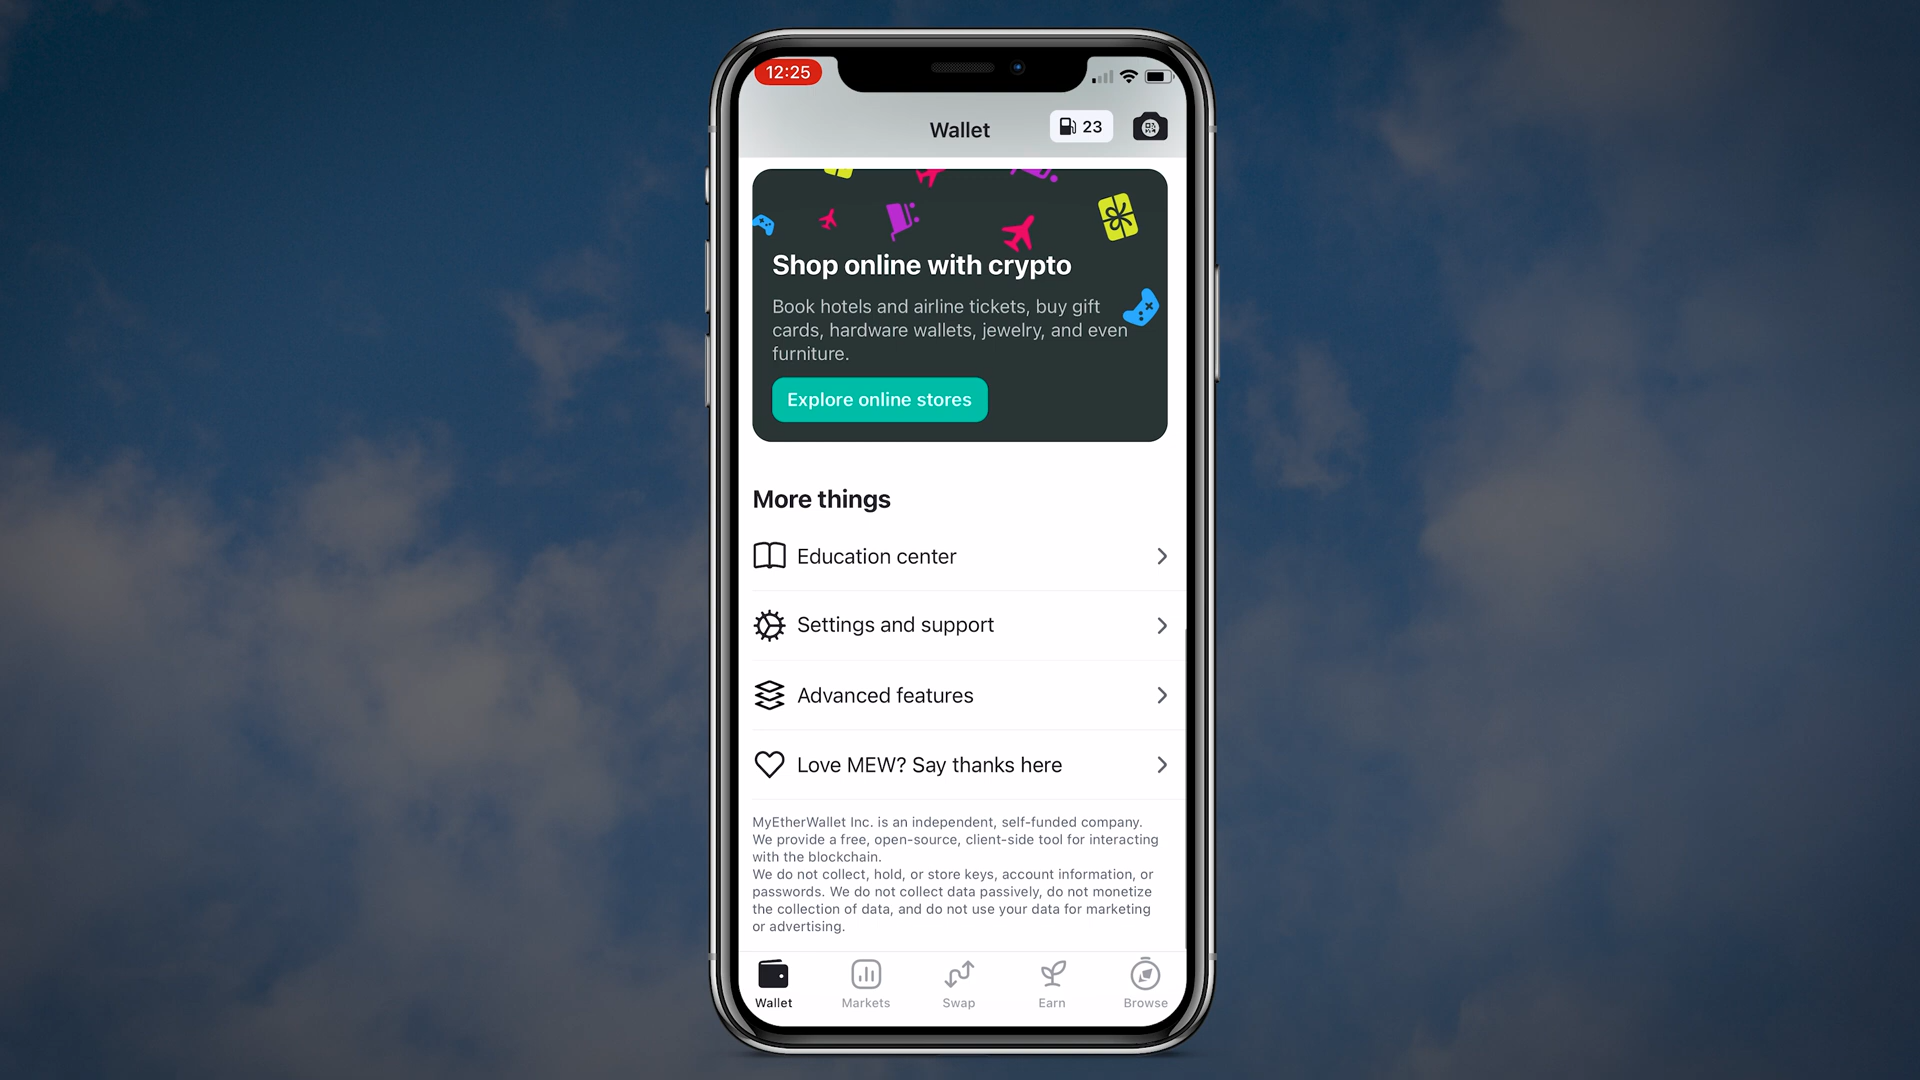 12:25
Wallet
23
Shop online with crypto
Book hotels and airline tickets, buy gift
cards, hardware wallets, jewelry, and even
furniture.
Explore online stores
More things
Education center
Settings and support
Advanced features
Love MEW? Say thanks here
MyEtherWallet Inc. is an independent, self-funded company.
We provide a free, open-source, client-side tool for interacting
with the blockchain.
We do not collect, hold, or store keys, account information, or
passwords. We do not collect data passively, do not monetize
the collection of data, and do not use your data for marketing
or advertising.
Wallet
Markets
Swap
Earn
Browse